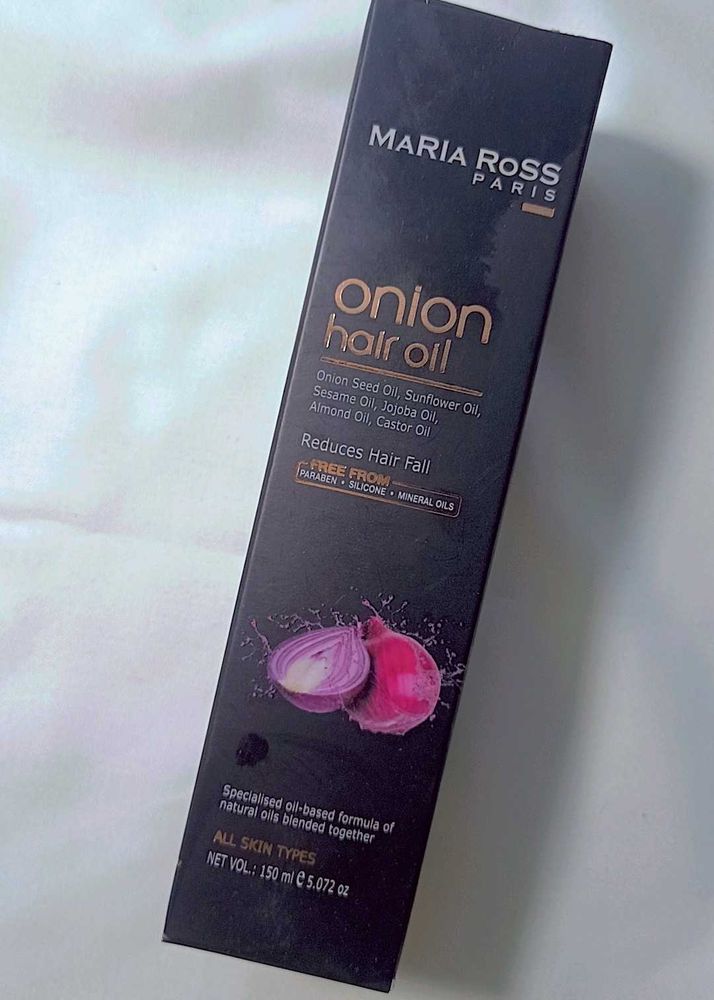 MARIA RoSS
PARIS
onion
hair oil
Onion Seed Oil, Sunflower Oil,
Sesame Oil, Jojoba Oil,
Almond Oil, Castor Oil
Reduces Hair Fall
FREE FROM
PARABEN • SILICONE • MINERAL OILS
Specialised oil-based formula of
natural oils blended together
ALL SKIN TYPES
NET VOL.: 150 ml ℮ 5.072 oz